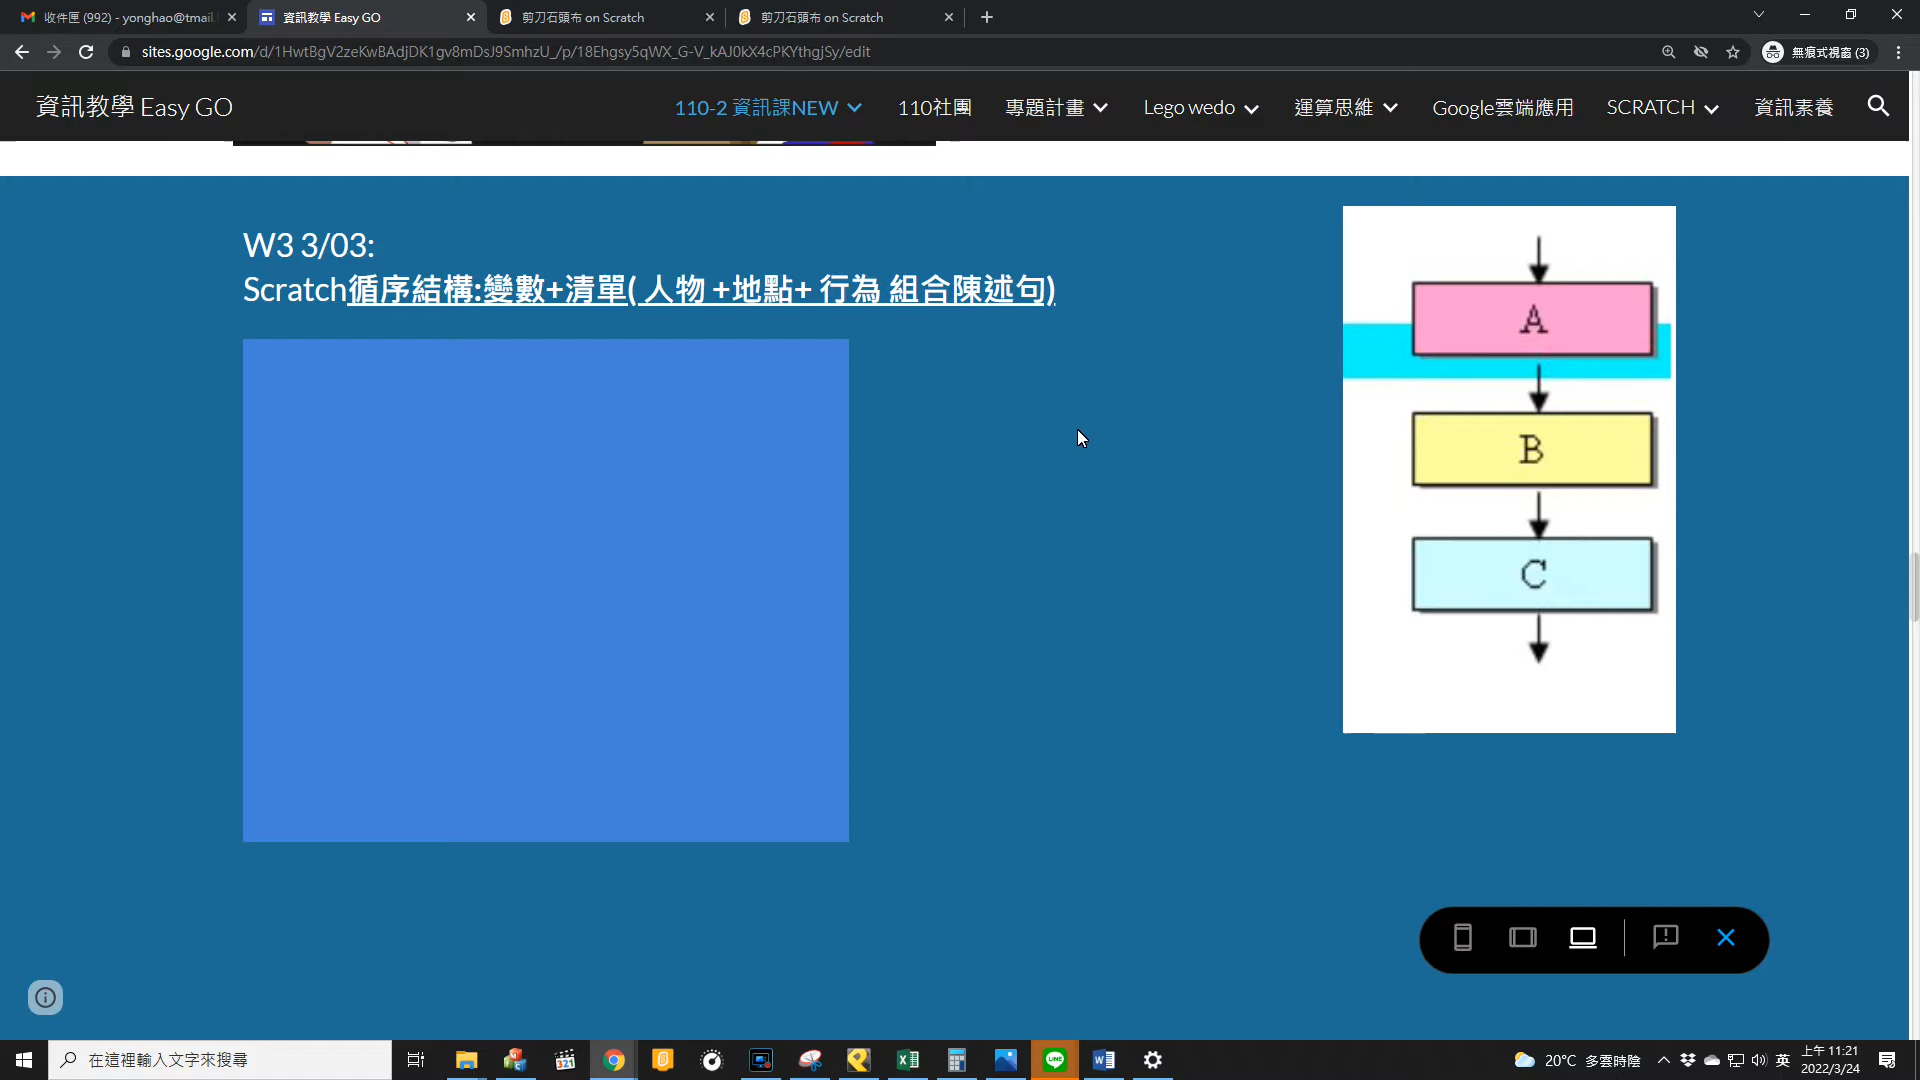 收件匣 (992) - yonghao@tmail.
資訊教學 Easy GO
剪刀石頭布 on Scratch
剪刀石頭布 on Scratch
sites.google.com/d/1HwtBgV2zeKwBAdjDK1gv8mDsJ9SmhzU_/p/18Ehgsy5qWX_G-V_kAJ0kX4cPKYthgjSy/edit
無痕式視窗 (3)
資訊教學 Easy GO
110-2 資訊課NEW
110社團
專題計畫
Lego wedo
運算思維
Google雲端應用
SCRATCH
資訊素養
W3 3/03:
Scratch循序結構:變數+清單( 人物 +地點+ 行為 組合陳述句)
A
B
C
在這裡輸入文字來搜尋
321
20°C 多雲時陰
英
上午 11:21
2022/3/24